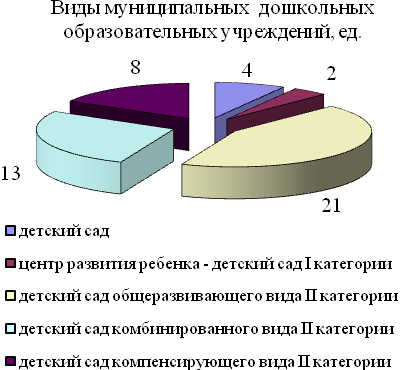 Виды муниципальных дошкольных
образовательных учреждений, ед.
8
4
2
13
21
детский сад
центр развития ребенка - детский сад I категории
детский сад общеразвивающего вида II категории
детский сад комбинированного вида II категории
детский сад компенсирующего вида II категории